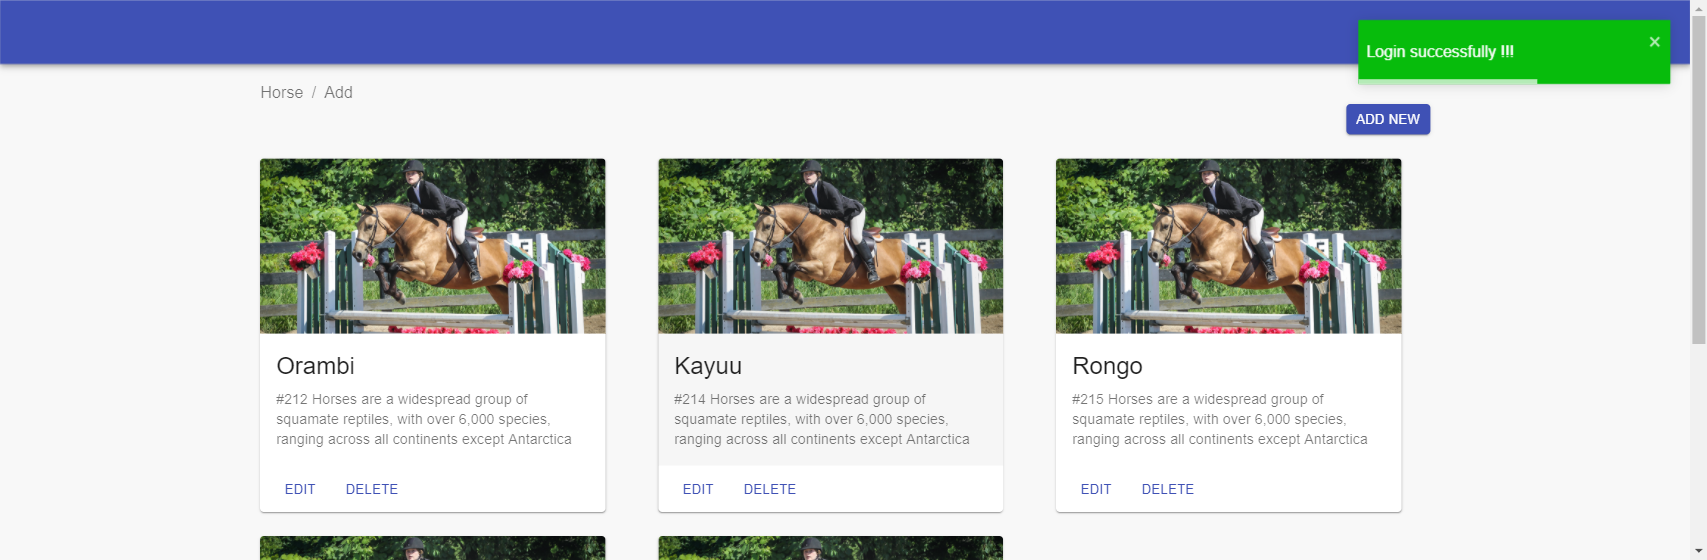 Login successfully !!!
×
Horse / Add
ADD NEW
Orambi
#212 Horses are a widespread group of
squamate reptiles, with over 6,000 species,
ranging across all continents except Antarctica
EDIT DELETE
Kayuu
#214 Horses are a widespread group of
squamate reptiles, with over 6,000 species,
ranging across all continents except Antarctica
EDIT DELETE
Rongo
#215 Horses are a widespread group of
squamate reptiles, with over 6,000 species,
ranging across all continents except Antarctica
EDIT DELETE